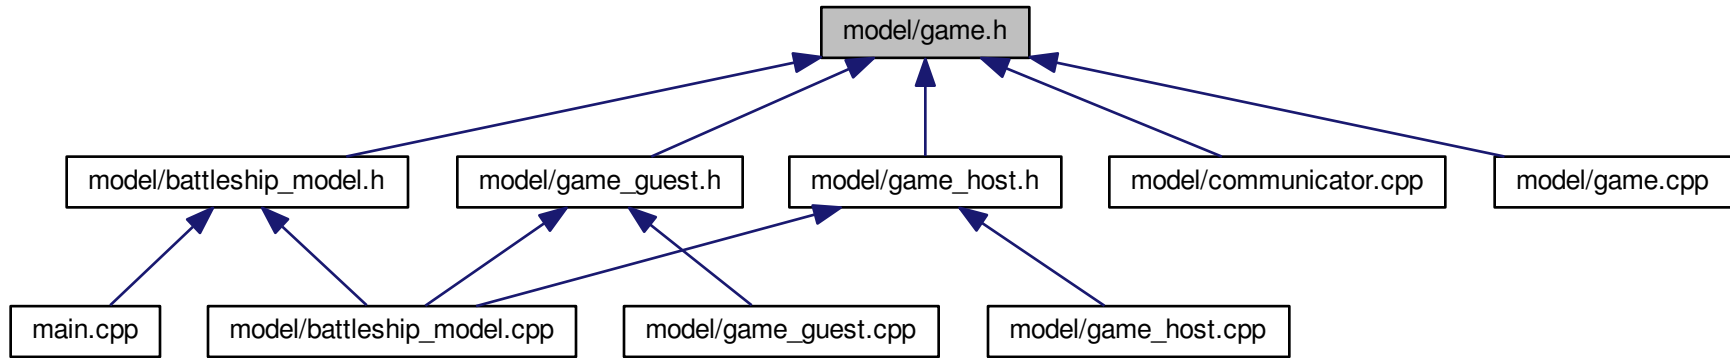 model/game.h
model/battleship_model.h
model/game_guest.h
model/game_host.h
model/communicator.cpp
model/game.cpp
main.cpp
model/battleship_model.cpp
model/game_guest.cpp
model/game_host.cpp